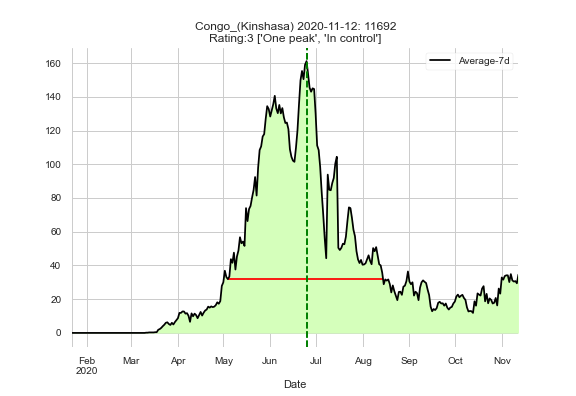 Congo_(Kinshasa) 2020-11-12: 11692
Rating:3 ['One peak', 'In control']
Average-7d
160
140
120
100
80
60
40
20
0
Feb Mar Apr May Jun Jul Aug Sep Oct Nov
2020
Date